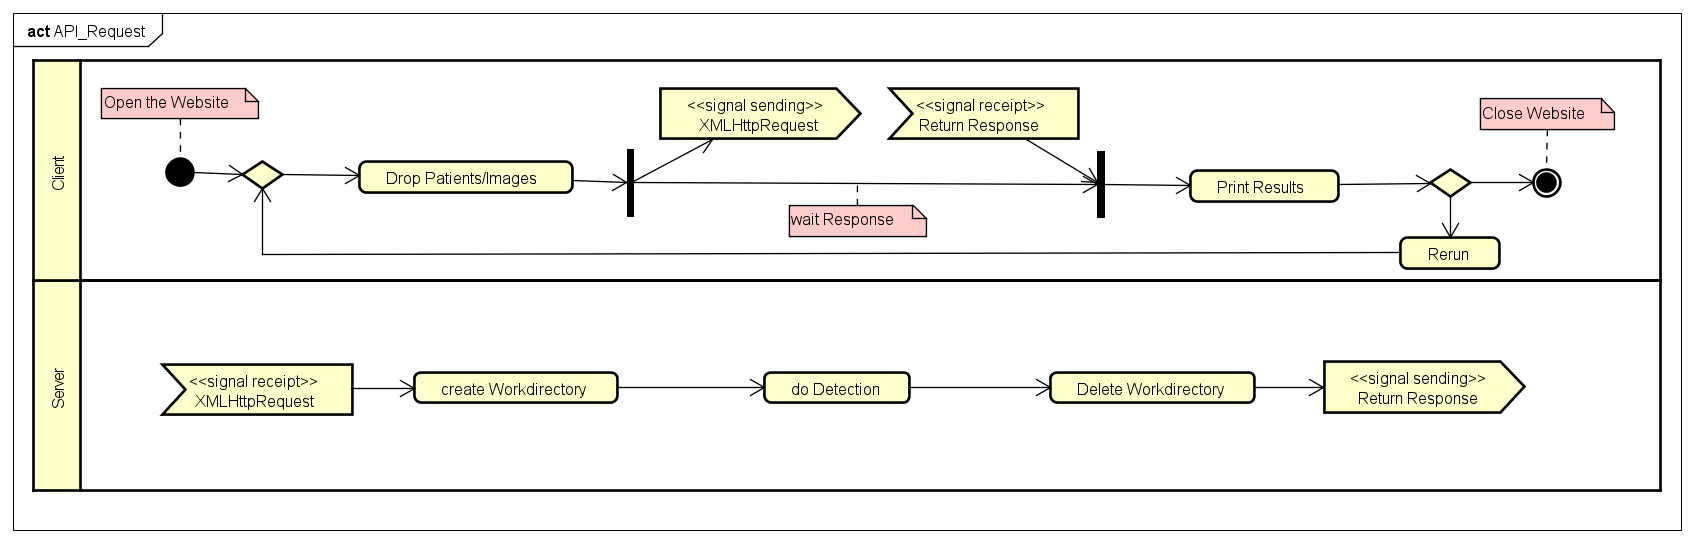 act API_Request
Client
Open the Website
Drop Patients/Images
<<signal sending>>
XMLHttpRequest
<<signal receipt>>
Return Response
wait Response
Print Results
Close Website
Rerun
Server
<<signal receipt>>
XMLHttpRequest
create Workdirectory
do Detection
Delete Workdirectory
<<signal sending>>
Return Response